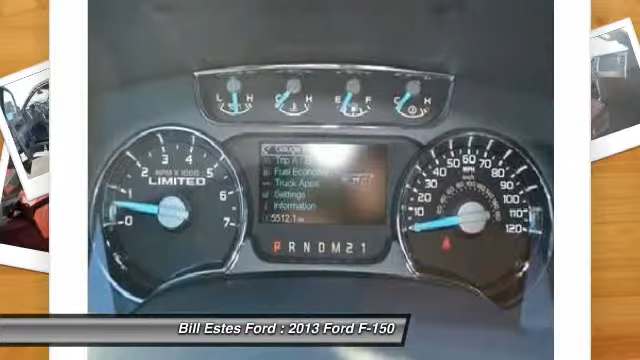 L H C H E F C H
3 4
2 5
RPM X 1000
LIMITED
1 6
0 7
Trip A
Fuel Economy
Truck Apps
Settings
Information
5512.1
P R N D M 2 1
50 60 70
40 80
MPH
30 90
20 100
10 110
0 120
Bill Estes Ford : 2013 Ford F-150